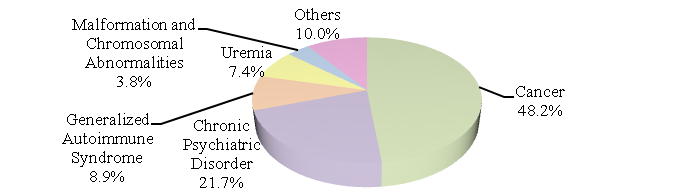 Others
10.0%
Malformation and
Chromosomal
Abnormalities
3.8%
Uremia
7.4%
Cancer
48.2%
Generalized
Autoimmune
Syndrome
8.9%
Chronic
Psychiatric
Disorder
21.7%